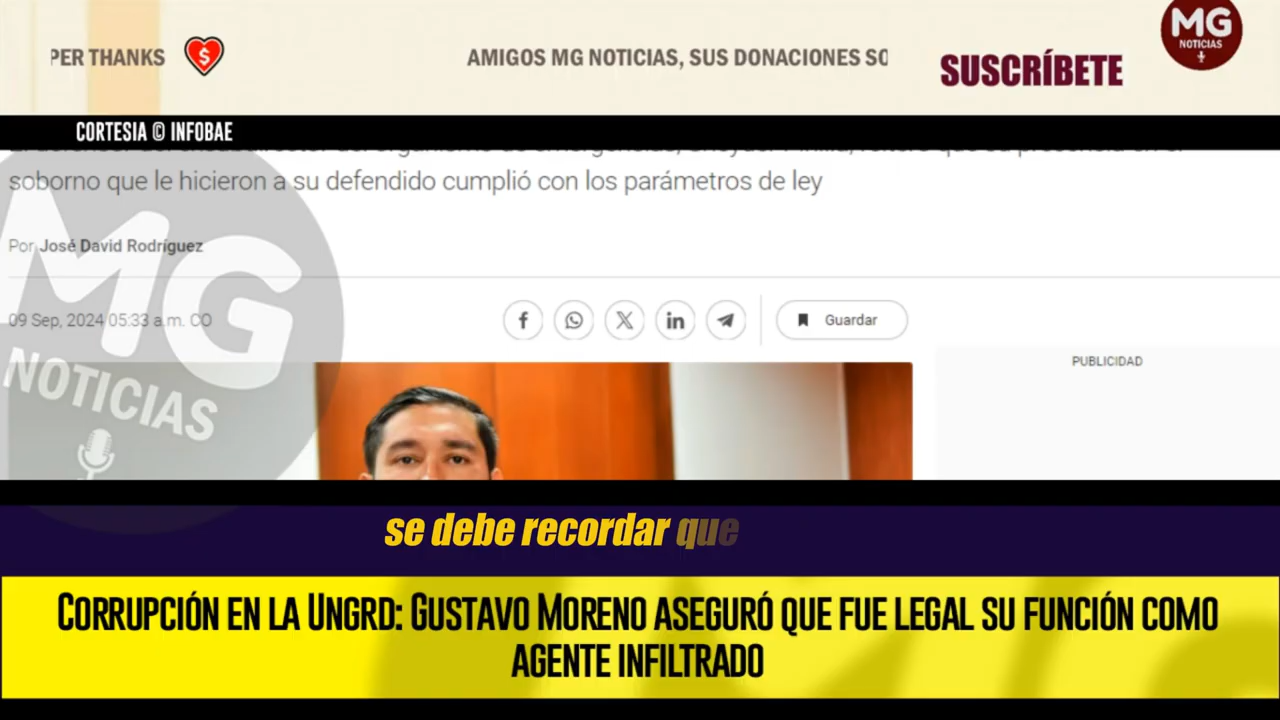 PER THANKS
AMIGOS MG NOTICIAS, SUS DONACIONES SO
SUSCRÍBETE
MG
NOTICIAS
CORTESIA © INFOBAE
soborno que le hicieron a su defendido cumplió con los parámetros de ley
Por José David Rodríguez
09 Sep, 2024 05:33 a.m. CO
Guardar
PUBLICIDAD
MG
NOTICIAS
se debe recordar que
CORRUPCIÓN EN LA UNGRD: GUSTAVO MORENO ASEGURÓ QUE FUE LEGAL SU FUNCIÓN COMO
AGENTE INFILTRADO